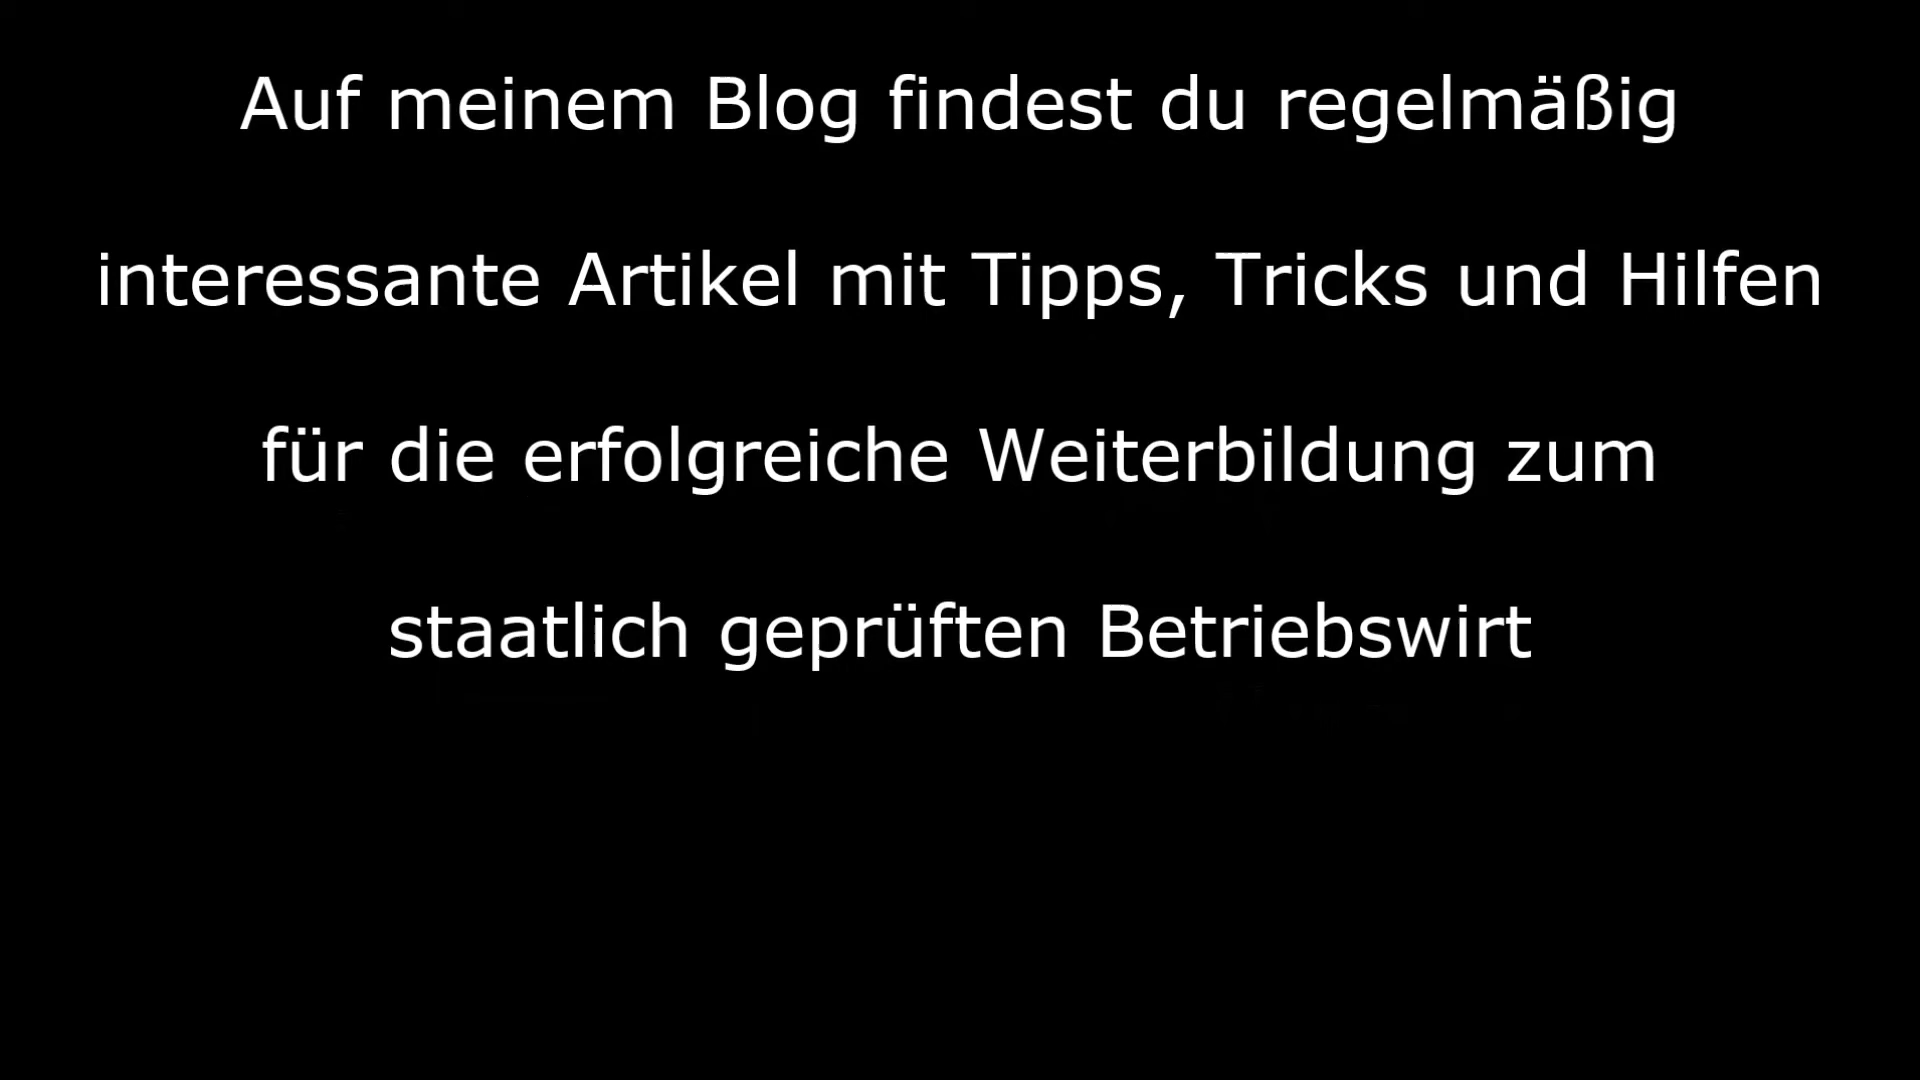 Auf meinem Blog findest du regelmäßig
interessante Artikel mit Tipps, Tricks und Hilfen
für die erfolgreiche Weiterbildung zum
staatlich geprüften Betriebswirt